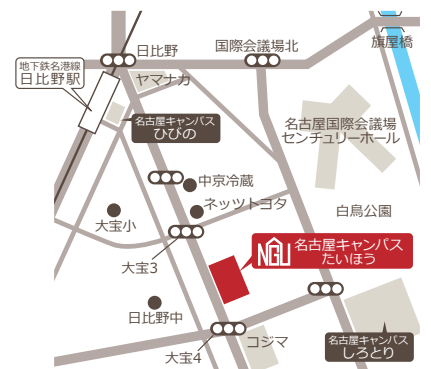 日比野
国際会議場北
旗屋橋
地下鉄名港線
日比野駅
ヤマナカ
名古屋キャンパス
ひびの
名古屋国際会議場
センチュリーホール
中京冷蔵
ネッツトヨタ
白鳥公園
大宝小
大宝3
NGU
名古屋キャンパス
たいほう
日比野中
コジマ
大宝4
名古屋キャンパス
しろとり